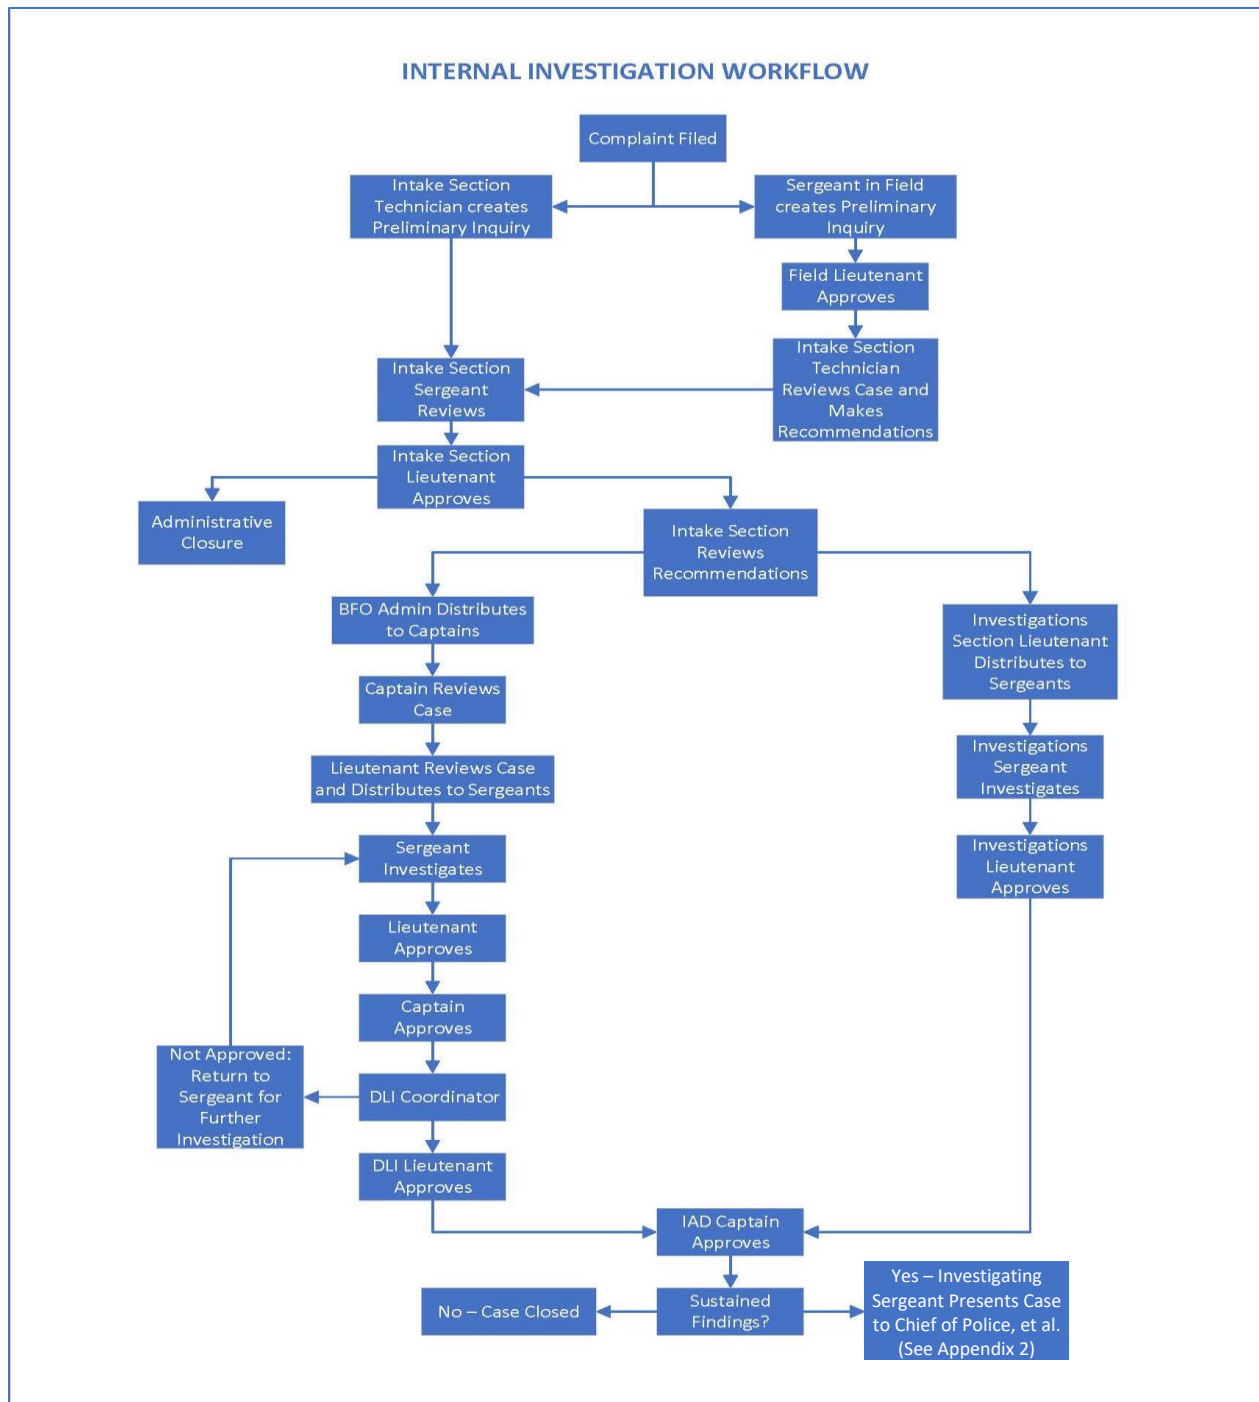 INTERNAL INVESTIGATION WORKFLOW
Complaint Filed
Intake Section
Technician creates
Preliminary Inquiry
Sergeant in Field
creates Preliminary
Inquiry
Field Lieutenant
Approves
Intake Section
Technician
Reviews Case and
Makes
Recommendations
Intake Section
Sergeant
Reviews
Intake Section
Lieutenant
Approves
Administrative
Closure
Intake Section
Reviews
Recommendations
BFO Admin Distributes
to Captains
Captain Reviews
Case
Lieutenant Reviews Case
and Distributes to Sergeants
Sergeant
Investigates
Lieutenant
Approves
Captain
Approves
DLI Coordinator
Not Approved:
Return to
Sergeant for
Further
Investigation
DLI Lieutenant
Approves
Investigations
Section Lieutenant
Distributes to
Sergeants
Investigations
Sergeant
Investigates
Investigations
Lieutenant
Approves
IAD Captain
Approves
Sustained
Findings?
No – Case Closed
Yes – Investigating
Sergeant Presents Case
to Chief of Police, et al.
(See Appendix 2)